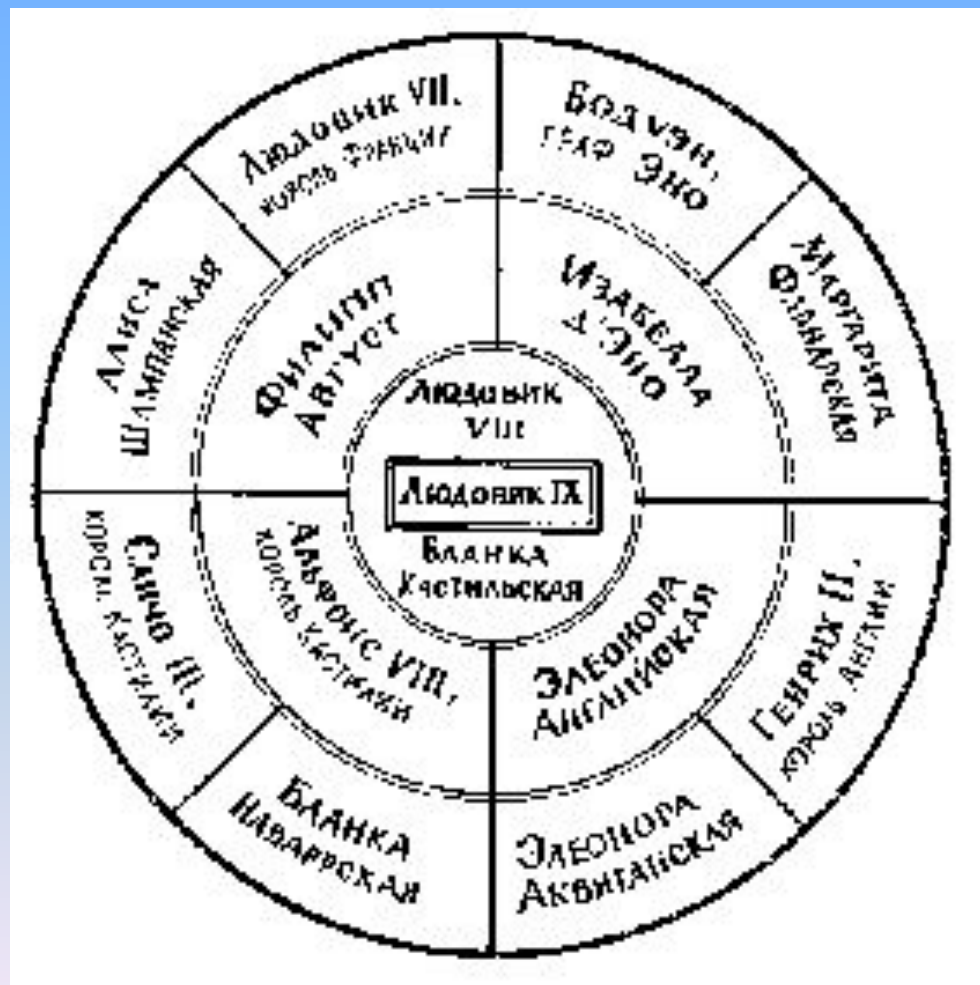 Людовик VII,
король Франции
Бодуэн,
граф Эно
Алиса
Шампанская
Филипп
Август
Изабелла
д'Эно
Маргарита
Фландрская
Людовик
VIII
Людовик IX
Бланка
Кастильская
Санчо III,
король Кастилии
Альфонс VIII,
король Кастилии
Элеонора
Английская
Генрих II,
король Англии
Бланка
Наваррская
Элеонора
Аквитанская